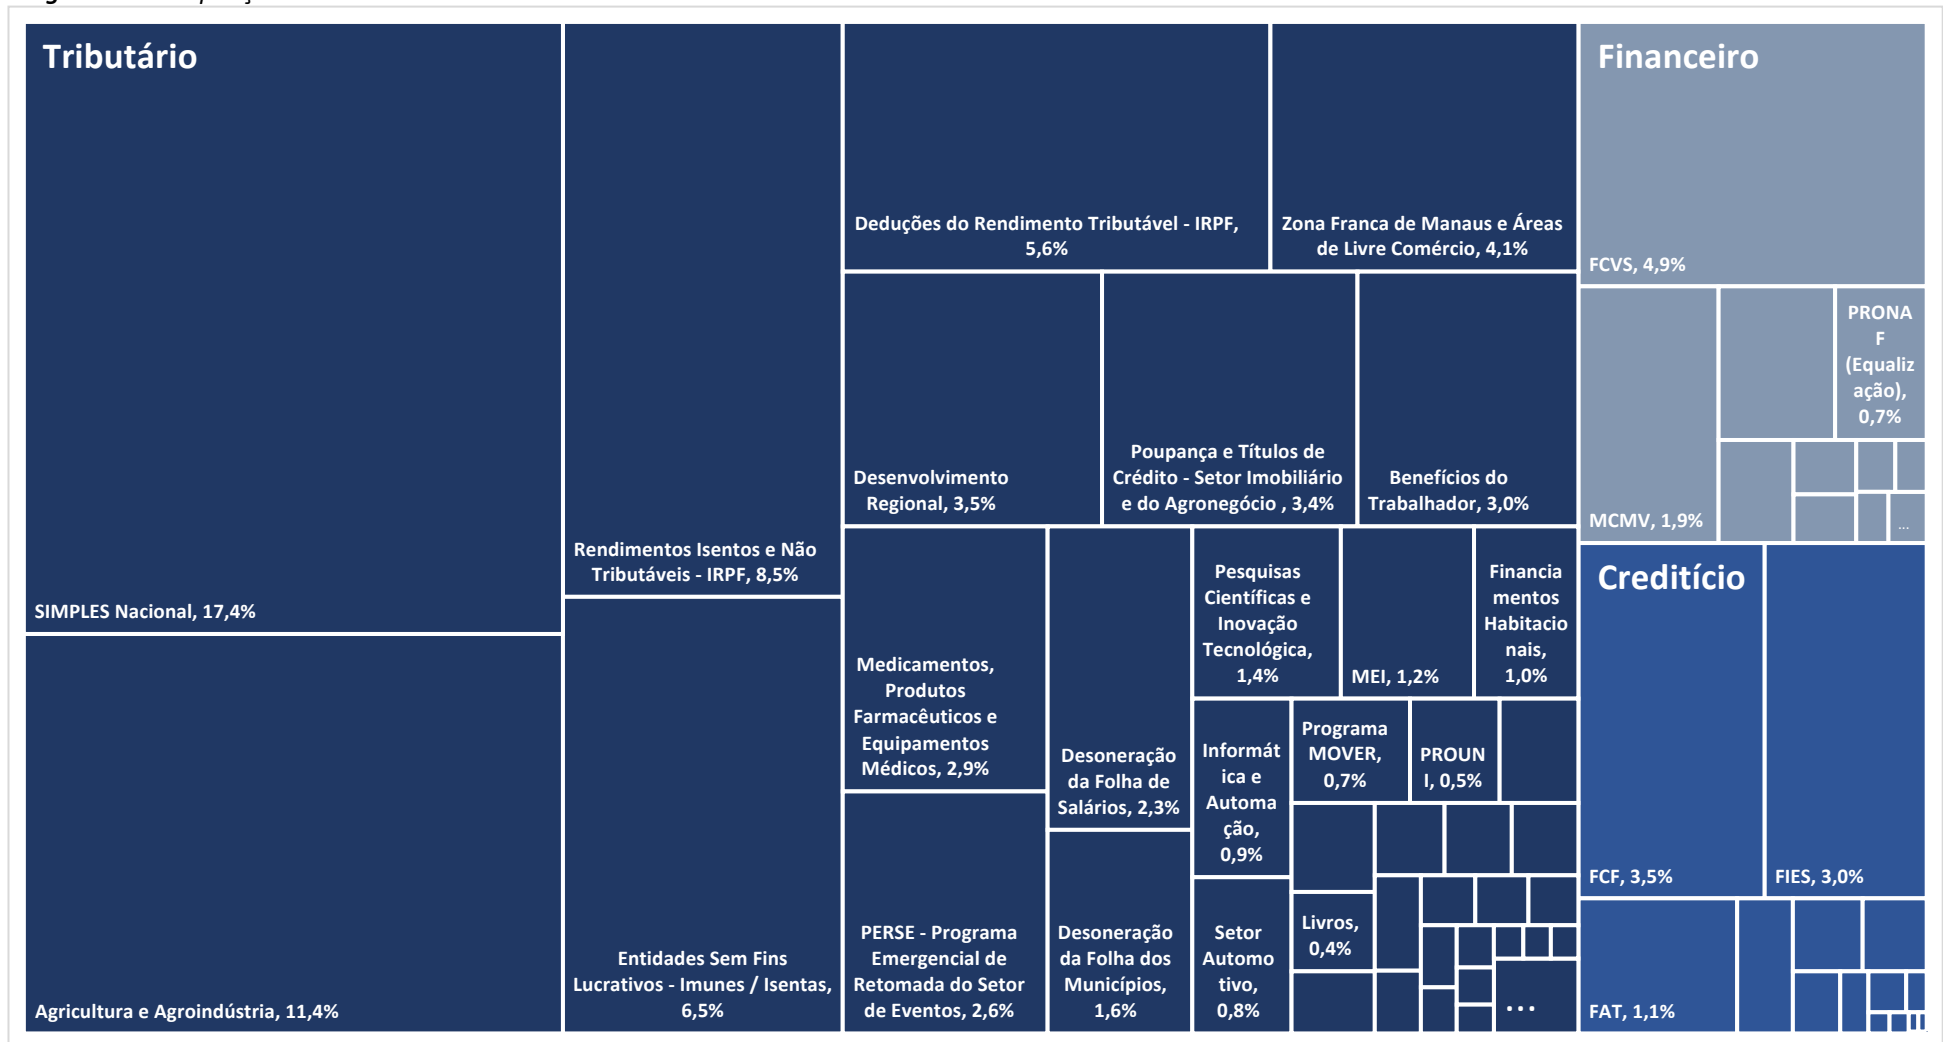 Tributário
SIMPLES Nacional, 17,4%
Agricultura e Agroindústria, 11,4%
Rendimentos Isentos e Não
Tributáveis - IRPF, 8,5%
Entidades Sem Fins
Lucrativos - Imunes / Isentas,
6,5%
Deduções do Rendimento Tributável - IRPF,
5,6%
Zona Franca de Manaus e Áreas
de Livre Comércio, 4,1%
Desenvolvimento
Regional, 3,5%
Poupança e Títulos de
Crédito - Setor Imobiliário
e do Agronegócio , 3,4%
Benefícios do
Trabalhador, 3,0%
Medicamentos,
Produtos
Farmacêuticos e
Equipamentos
Médicos, 2,9%
PERSE - Programa
Emergencial de
Retomada do Setor
de Eventos, 2,6%
Desoneração
da Folha de
Salários, 2,3%
Desoneração
da Folha dos
Municípios,
1,6%
Pesquisas
Científicas e
Inovação
Tecnológica,
1,4%
MEI, 1,2%
Financia
mentos
Habitacio
nais,
1,0%
Informát
ica e
Automa
ção,
0,9%
Setor
Automo
tivo,
0,8%
Programa
MOVER,
0,7%
PROUN
I, 0,5%
Livros,
0,4%
...
Financeiro
FCVS, 4,9%
MCMV, 1,9%
PRONA
F
(Equaliz
ação),
0,7%
...
Creditício
FCF, 3,5%
FIES, 3,0%
FAT, 1,1%